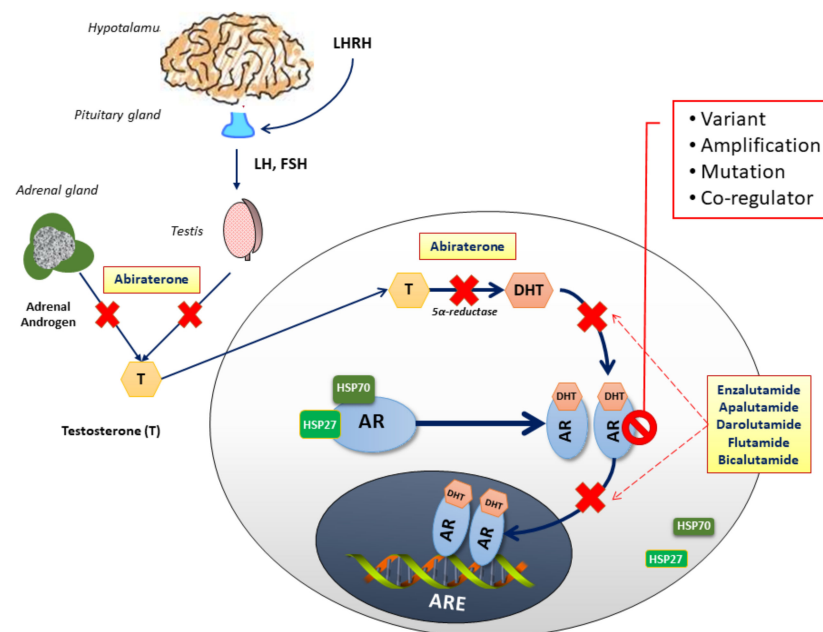 Hypotalamu
LHRH
Pituitary gland
LH, FSH
Adrenal gland
Testis
Abiraterone
Adrenal
Androgen
T
Testosterone (T)
• Variant
• Amplification
• Mutation
• Co-regulator
Abiraterone
T
DHT
5α-reductase
HSP70
HSP27
AR
DHT
AR
DHT
AR
Enzalutamide
Apalutamide
Darolutamide
Flutamide
Bicalutamide
DHT
AR
DHT
AR
ARE
HSP70
HSP27